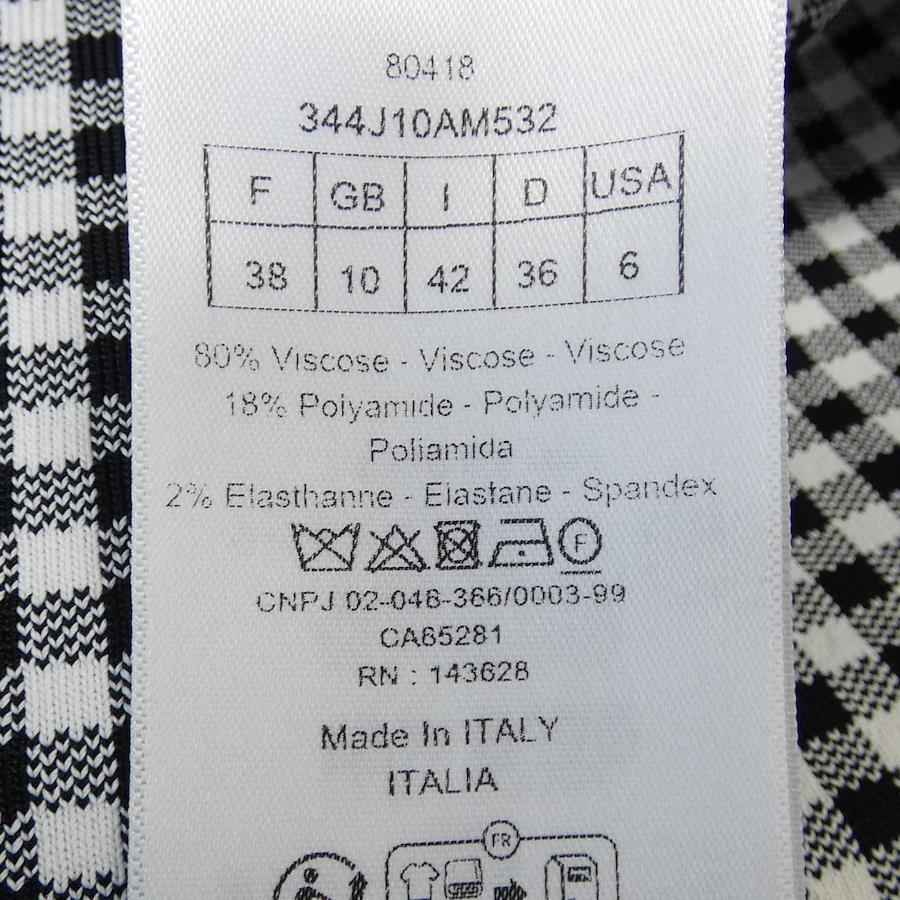 80418
344J10AM532
F GB I D USA
38 10 42 36 6
80% Viscose - Viscose - Viscose
18% Polyamide - Polyamide -
Poliamida
2% Elasthanne - Elastane - Spandex
F
CNPJ 02-046-366/0003-99
CA65281
RN : 143628
Made In ITALY
ITALIA
FR